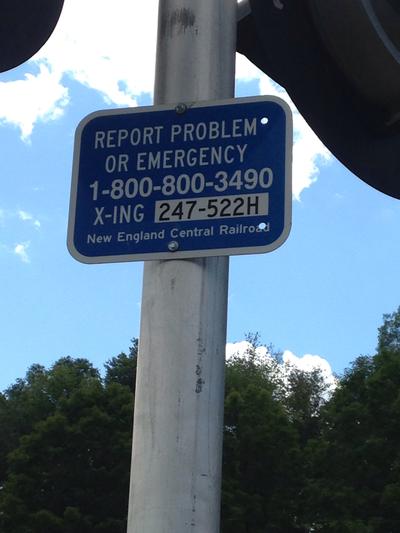 REPORT PROBLEM
OR EMERGENCY
1-800-800-3490
X-ING 247-522H
New England Central Railroad